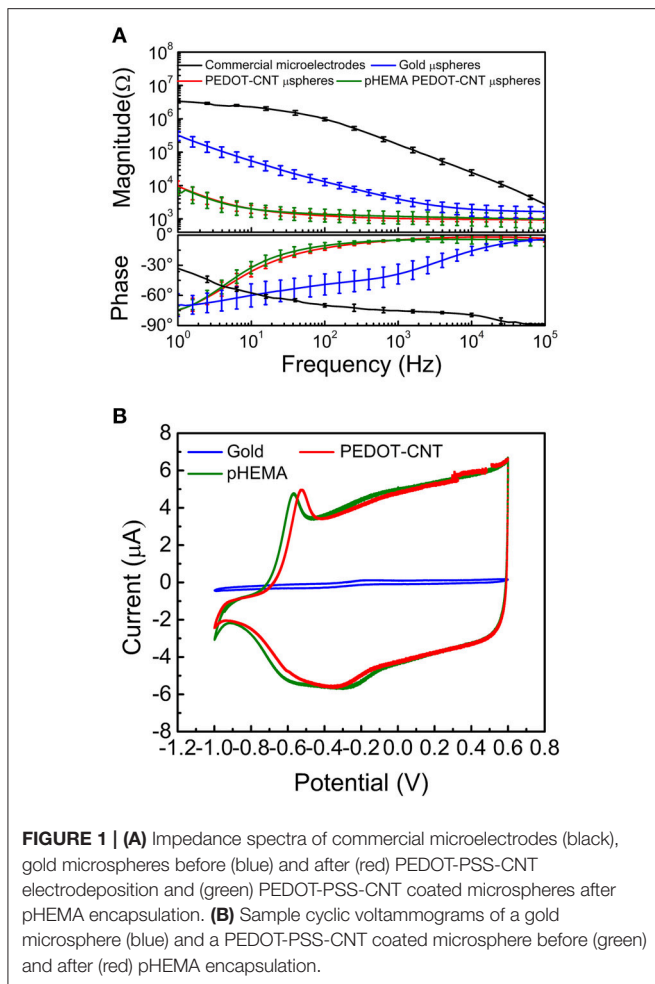 A
Commercial microelectrodes Gold μspheres
PEDOT-CNT μspheres pHEMA PEDOT-CNT μspheres
Magnitude(Ω)
10⁸
10⁷
10⁶
10⁵
10⁴
10³
0°
-30°
-60°
-90°
Phase
10⁰ 10¹ 10² 10³ 10⁴ 10⁵
Frequency (Hz)
B
Gold PEDOT-CNT
pHEMA
Current (μA)
8
6
4
2
0
-2
-4
-6
-8
-1.2 -1.0 -0.8 -0.6 -0.4 -0.2 0.0 0.2 0.4 0.6 0.8
Potential (V)
FIGURE 1 | (A) Impedance spectra of commercial microelectrodes (black),
gold microspheres before (blue) and after (red) PEDOT-PSS-CNT
electrodeposition and (green) PEDOT-PSS-CNT coated microspheres after
pHEMA encapsulation. (B) Sample cyclic voltammograms of a gold
microsphere (blue) and a PEDOT-PSS-CNT coated microsphere before (green)
and after (red) pHEMA encapsulation.